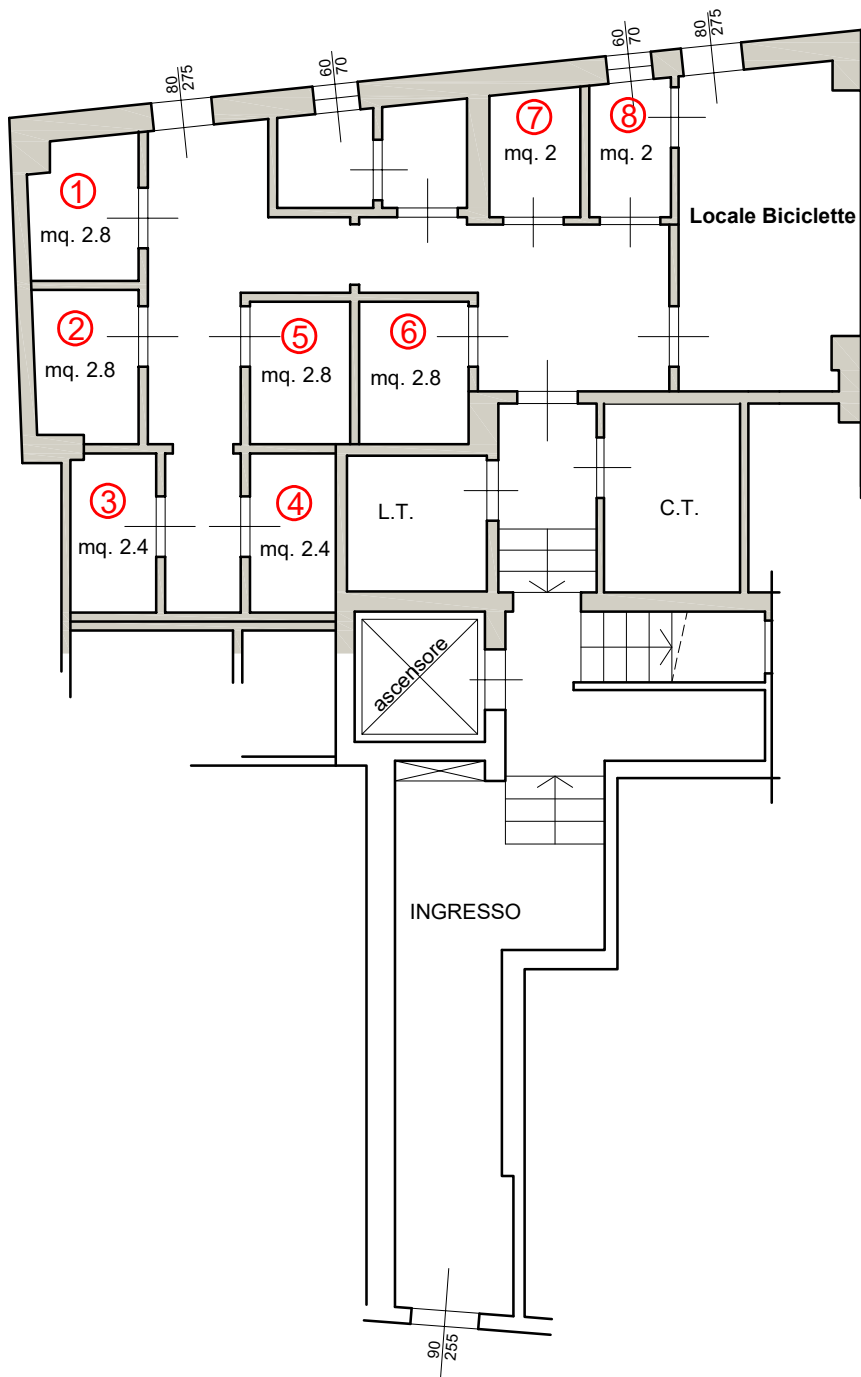 80
275
60
70
60
70
80
275
1
mq. 2.8
7
mq. 2
8
mq. 2
Locale Biciclette
2
mq. 2.8
5
mq. 2.8
6
mq. 2.8
3
mq. 2.4
4
mq. 2.4
L.T.
C.T.
ascensore
INGRESSO
90
255